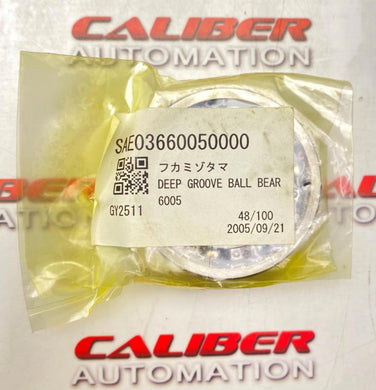 CALIBER
AUTOMATION
SAE03660050000
フカミゾタマ
DEEP GROOVE BALL BEAR
6005
GY2511
48/100
2005/09/21
CALIBER
AUTOMATION